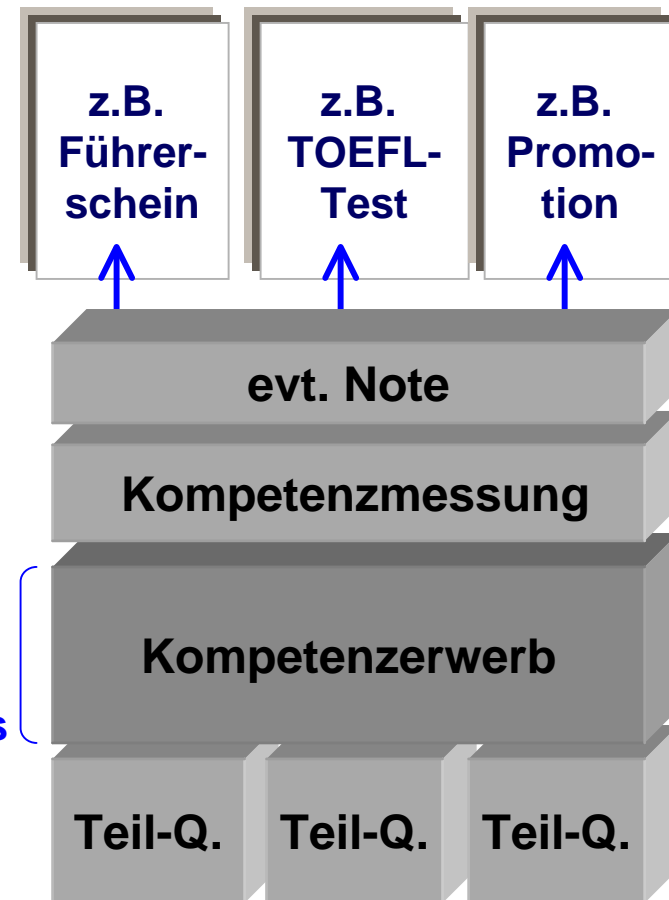 z.B.
Führer-
schein
z.B.
TOEFL-
Test
z.B.
Promo-
tion
evt. Note
Kompetenzmessung
Kompetenzerwerb
s
Teil-Q.
Teil-Q.
Teil-Q.